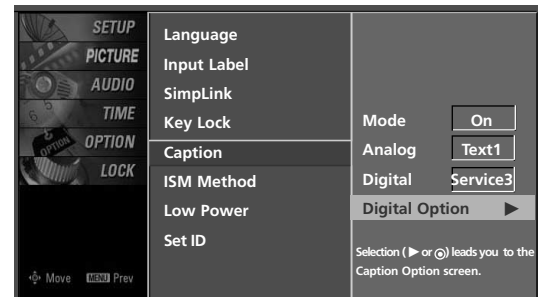 SETUP
PICTURE
AUDIO
TIME
OPTION
LOCK
Move MENU Prev
Language
Input Label
SimpLink
Key Lock
Caption
ISM Method
Low Power
Set ID
Mode On
Analog Text1
Digital Service3
Digital Option ▶
Selection ( ▶ or ◉) leads you to the
Caption Option screen.